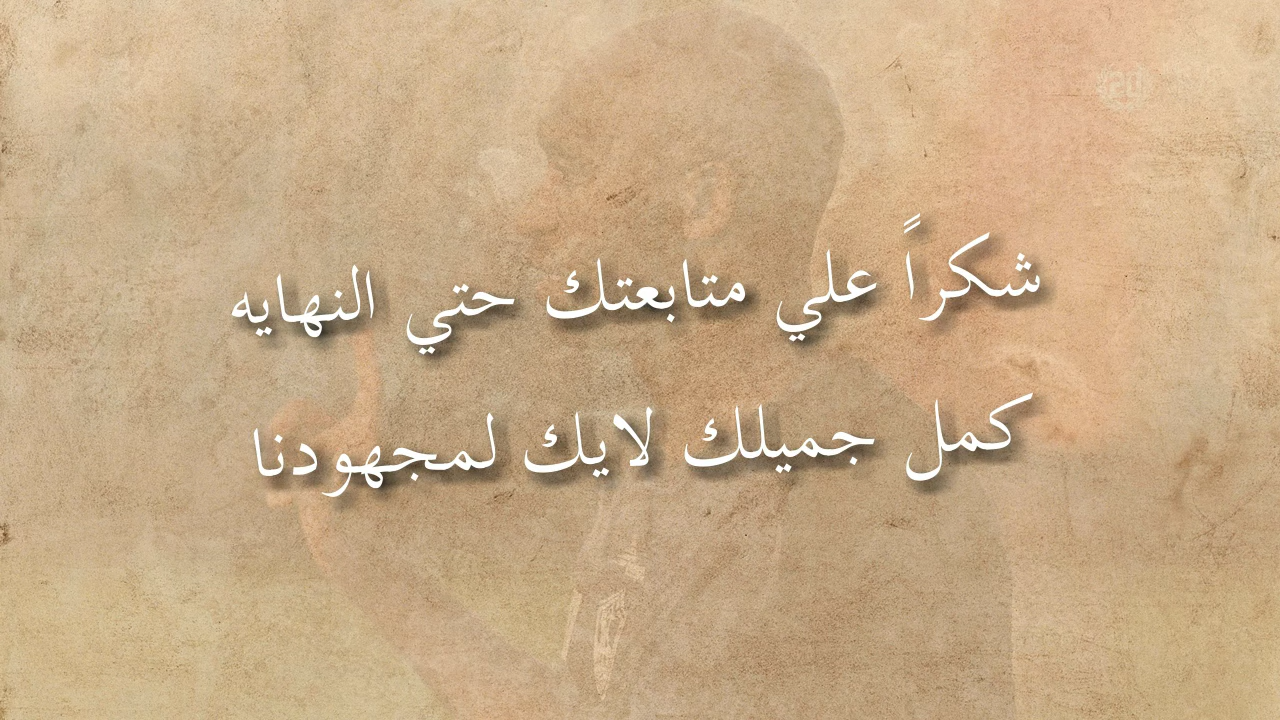 شكراً علي متابعتك حتي النهايه
كمل جميلك لايك لمجهودنا